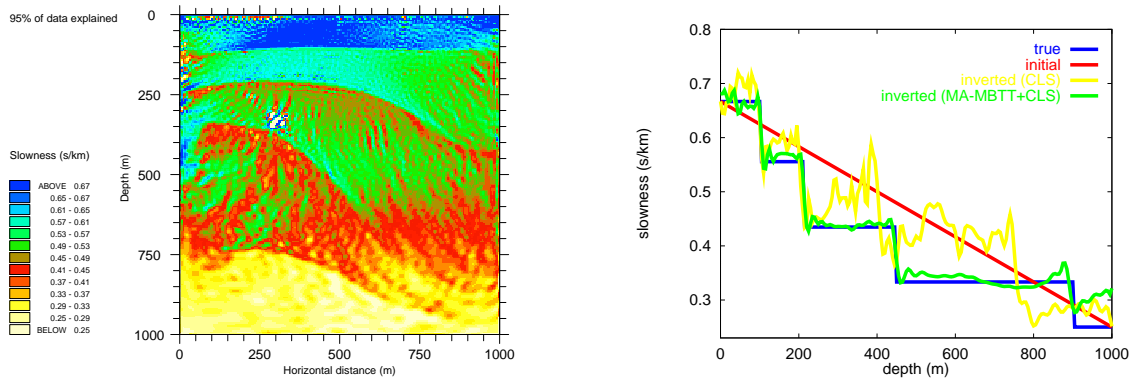 95% of data explained
0
250
500
750
1000
Depth (m)
0 250 500 750 1000
Horizontal distance (m)
Slowness (s/km)
ABOVE 0.67
0.65 - 0.67
0.61 - 0.65
0.57 - 0.61
0.53 - 0.57
0.49 - 0.53
0.45 - 0.49
0.41 - 0.45
0.37 - 0.41
0.33 - 0.37
0.29 - 0.33
0.25 - 0.29
BELOW 0.25
0.8
0.7
0.6
0.5
0.4
0.3
slowness (s/km)
0 200 400 600 800 1000
depth (m)
true
initial
inverted (CLS)
inverted (MA-MBTT+CLS)